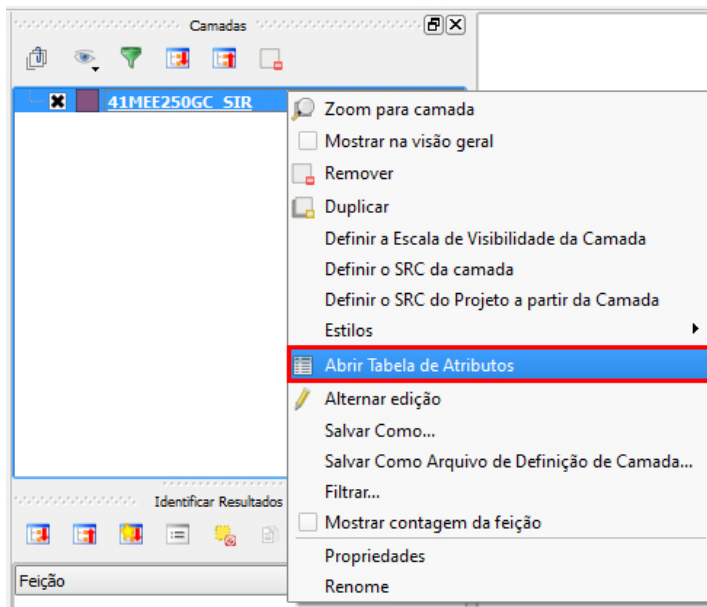 Camadas
41MEE250GC_SIR
Zoom para camada
Mostrar na visão geral
Remover
Duplicar
Definir a Escala de Visibilidade da Camada
Definir o SRC da camada
Definir o SRC do Projeto a partir da Camada
Estilos
Abrir Tabela de Atributos
Alternar edição
Salvar Como...
Salvar Como Arquivo de Definição de Camada...
Filtrar...
Mostrar contagem da feição
Propriedades
Renome
Identificar Resultados
Feição